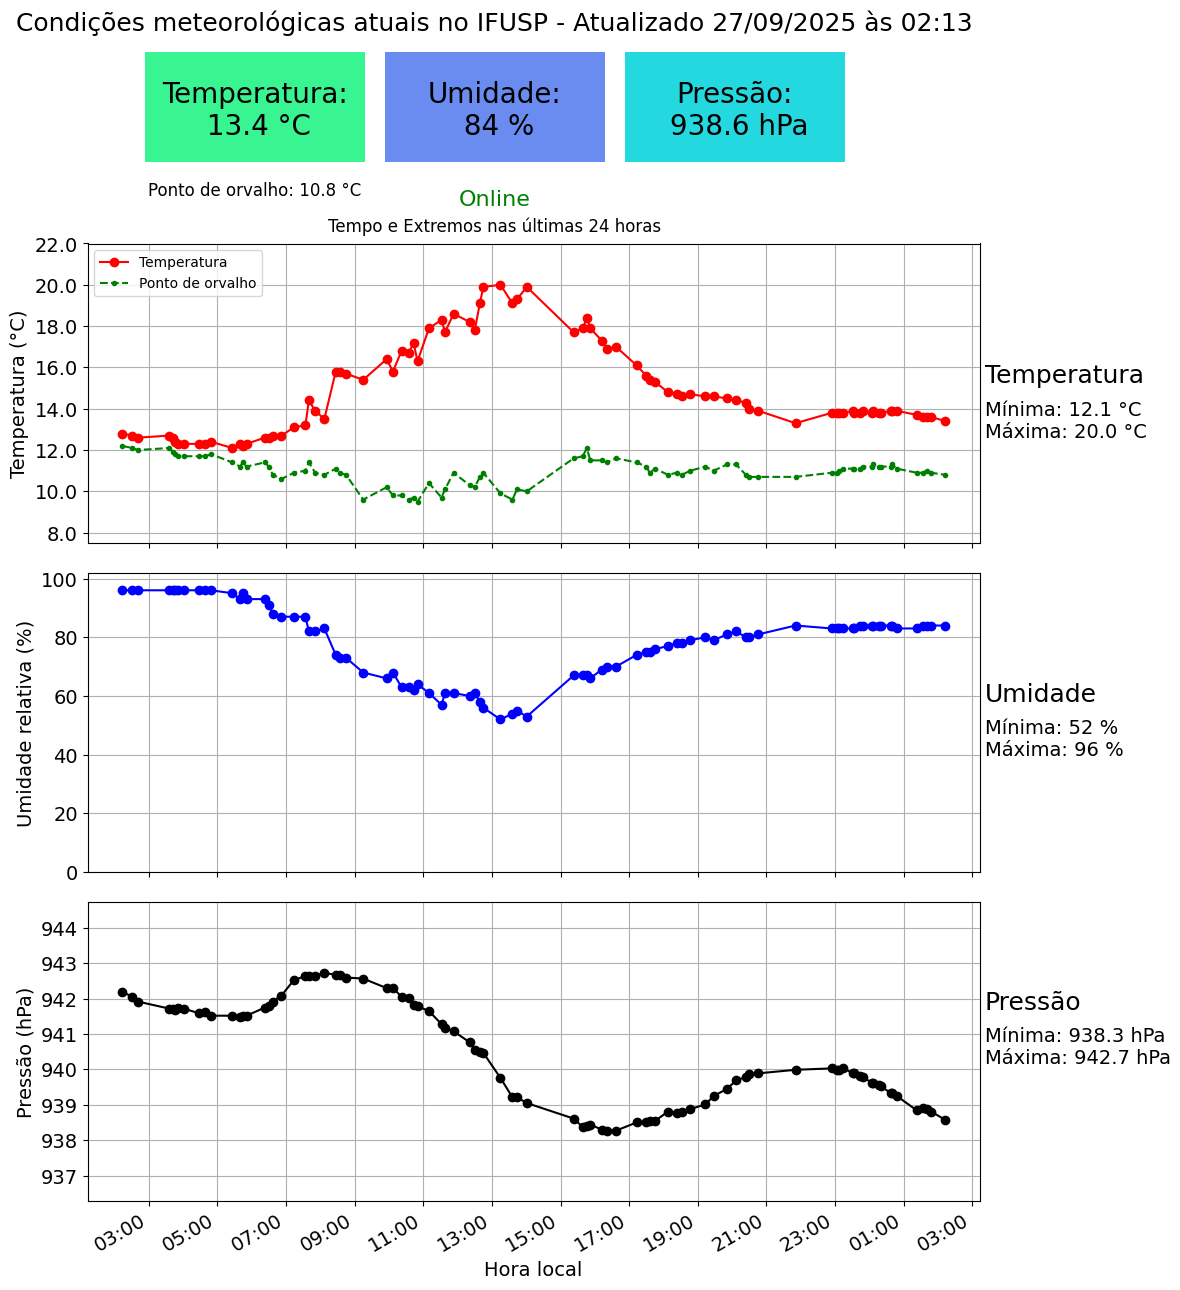 Condições meteorológicas atuais no IFUSP - Atualizado 27/09/2025 às 02:13
Temperatura:
13.4 °C
Umidade:
84 %
Pressão:
938.6 hPa
Ponto de orvalho: 10.8 °C
Online
Tempo e Extremos nas últimas 24 horas
Temperatura
Ponto de orvalho
Temperatura (°C)
22.0
20.0
18.0
16.0
14.0
12.0
10.0
8.0
Temperatura
Mínima: 12.1 °C
Máxima: 20.0 °C
Umidade relativa (%)
100
80
60
40
20
0
Umidade
Mínima: 52 %
Máxima: 96 %
Pressão (hPa)
944
943
942
941
940
939
938
937
Pressão
Mínima: 938.3 hPa
Máxima: 942.7 hPa
03:00
05:00
07:00
09:00
11:00
13:00
15:00
17:00
19:00
21:00
23:00
01:00
03:00
Hora local